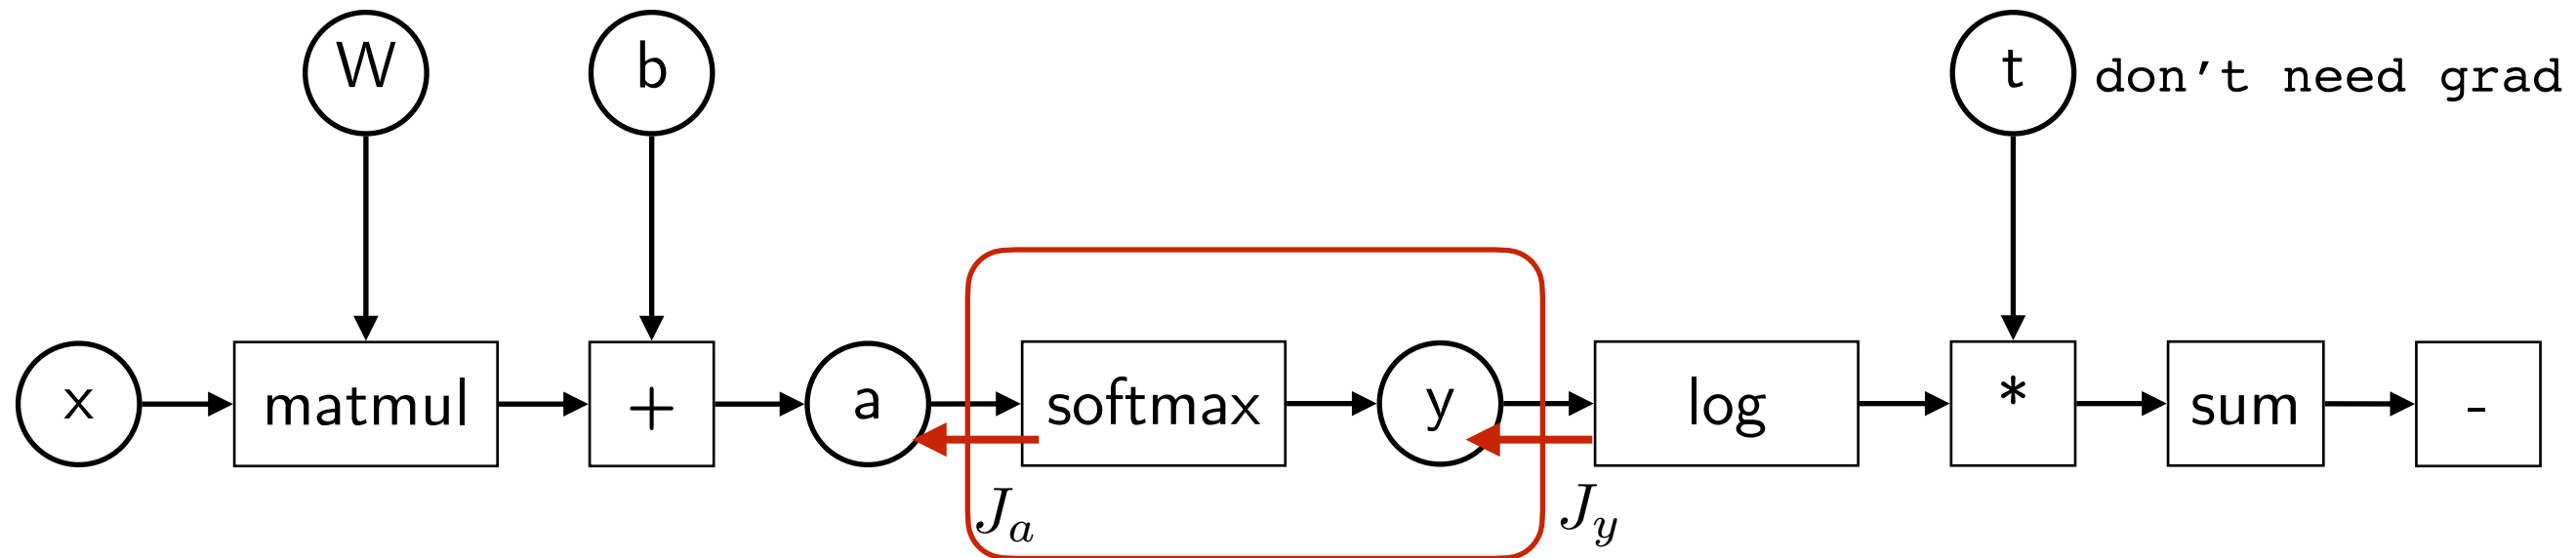 W b t don't need grad
x matmul + a softmax y log * sum -
J_a J_y